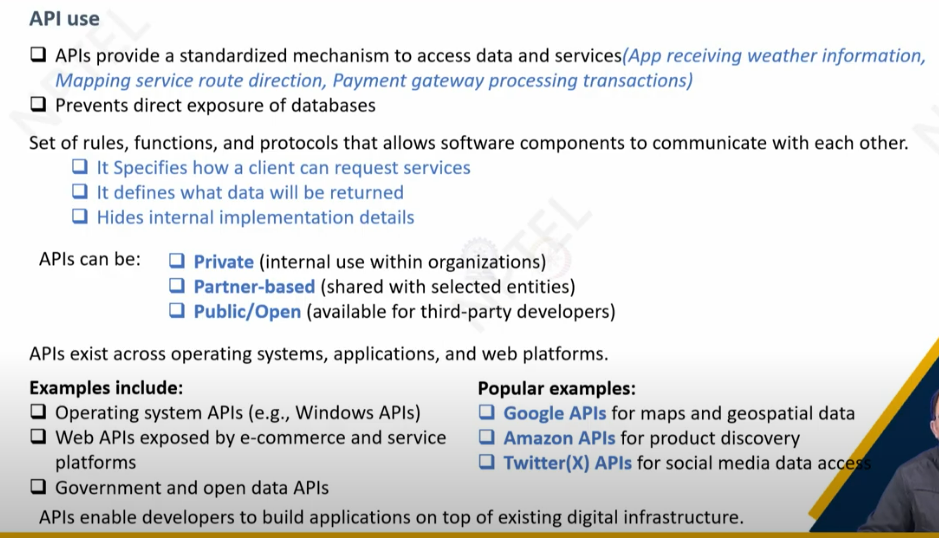 API use
❑ APIs provide a standardized mechanism to access data and services(App receiving weather information,
Mapping service route direction, Payment gateway processing transactions)
❑ Prevents direct exposure of databases
Set of rules, functions, and protocols that allows software components to communicate with each other.
❑ It Specifies how a client can request services
❑ It defines what data will be returned
❑ Hides internal implementation details
APIs can be:
❑ Private (internal use within organizations)
❑ Partner-based (shared with selected entities)
❑ Public/Open (available for third-party developers)
APIs exist across operating systems, applications, and web platforms.
Examples include:
❑ Operating system APIs (e.g., Windows APIs)
❑ Web APIs exposed by e-commerce and service
platforms
❑ Government and open data APIs
Popular examples:
❑ Google APIs for maps and geospatial data
❑ Amazon APIs for product discovery
❑ Twitter(X) APIs for social media data access
APIs enable developers to build applications on top of existing digital infrastructure.
NPTEL